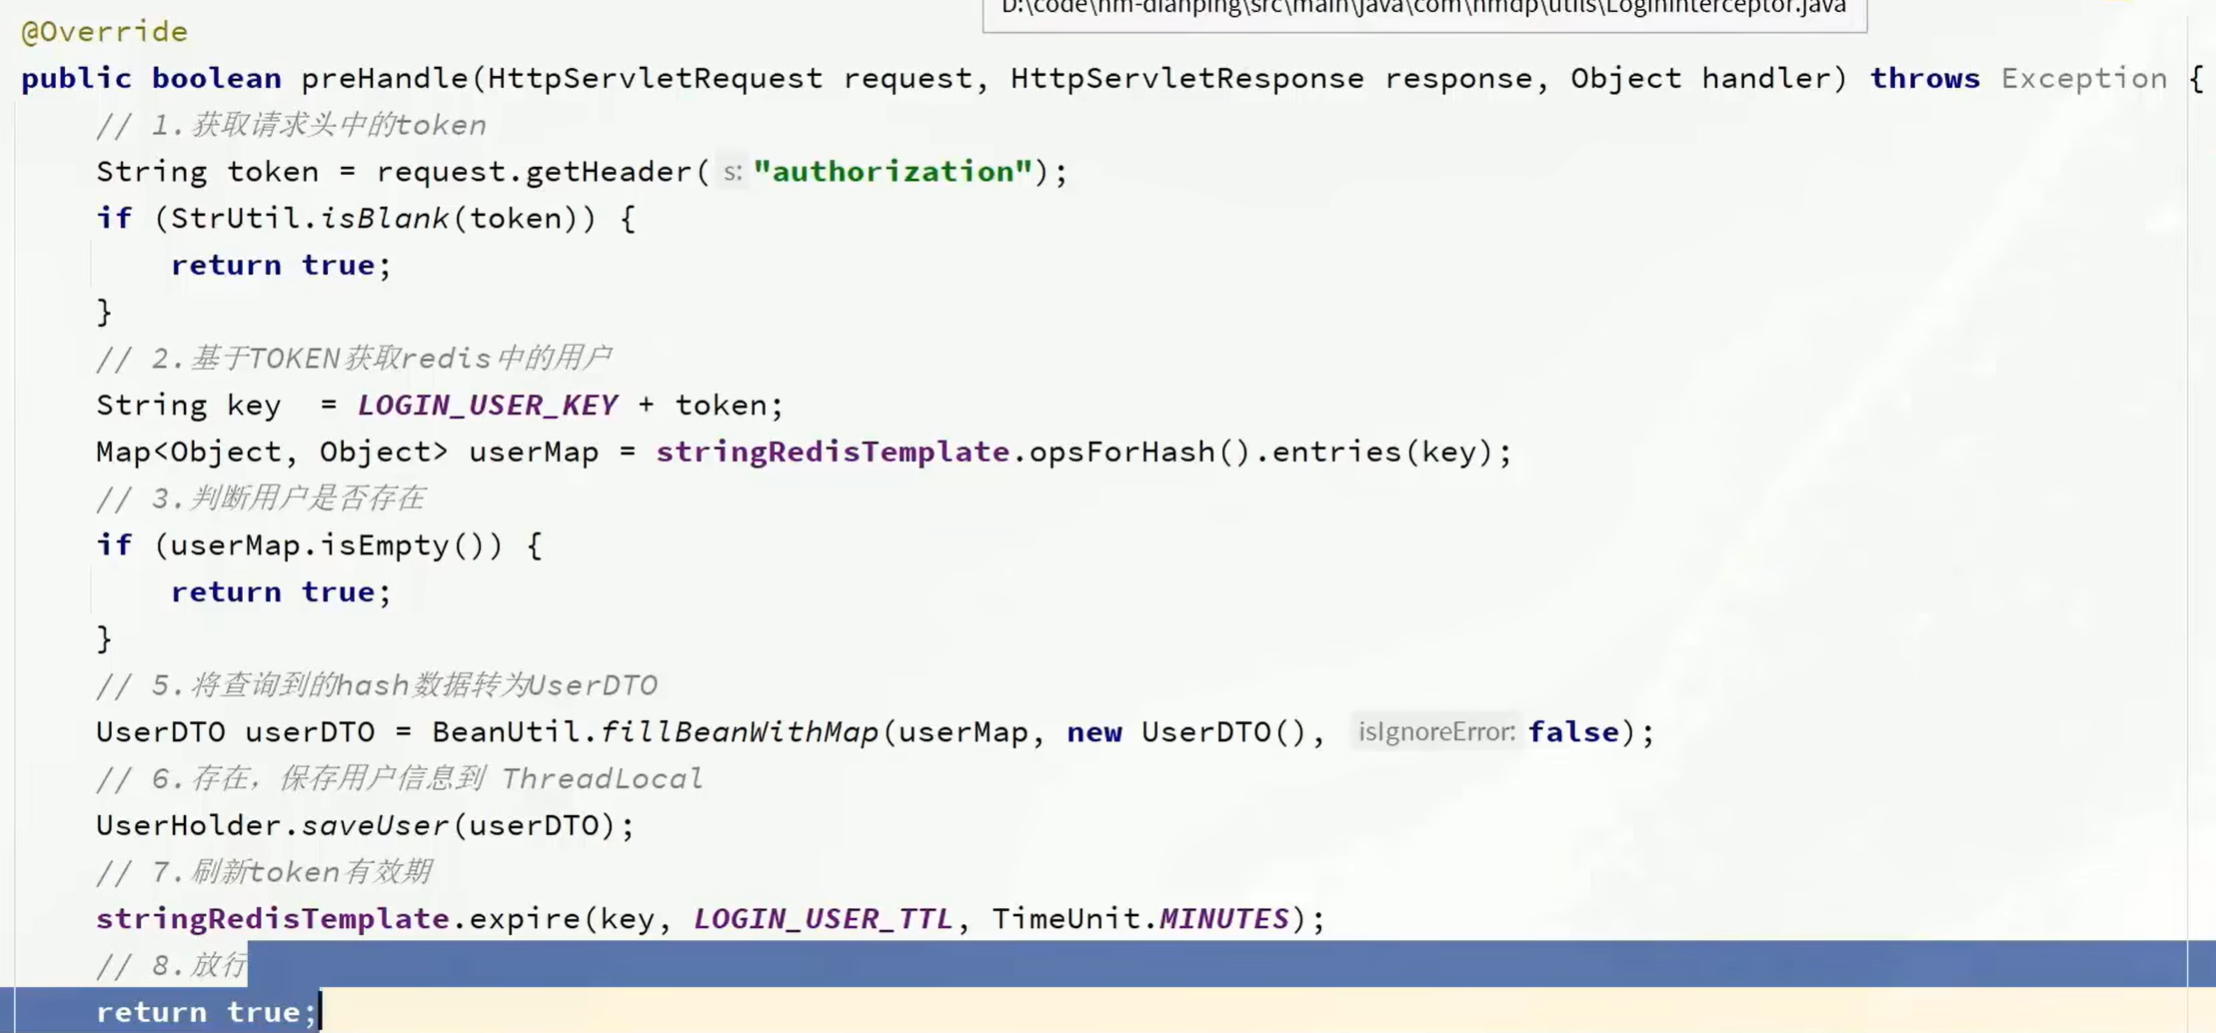 D:\code\hm-dianping\src\main\java\com\hmdp\utils\LoginInterceptor.java
@Override
public boolean preHandle(HttpServletRequest request, HttpServletResponse response, Object handler) throws Exception {
// 1.获取请求头中的token
String token = request.getHeader( s: "authorization");
if (StrUtil.isBlank(token)) {
return true;
}
// 2.基于TOKEN获取redis中的用户
String key  = LOGIN_USER_KEY + token;
Map<Object, Object> userMap = stringRedisTemplate.opsForHash().entries(key);
// 3.判断用户是否存在
if (userMap.isEmpty()) {
return true;
}
// 5.将查询到的hash数据转为UserDTO
UserDTO userDTO = BeanUtil.fillBeanWithMap(userMap, new UserDTO(), isIgnoreError: false);
// 6.存在，保存用户信息到 ThreadLocal
UserHolder.saveUser(userDTO);
// 7.刷新token有效期
stringRedisTemplate.expire(key, LOGIN_USER_TTL, TimeUnit.MINUTES);
// 8.放行
return true;